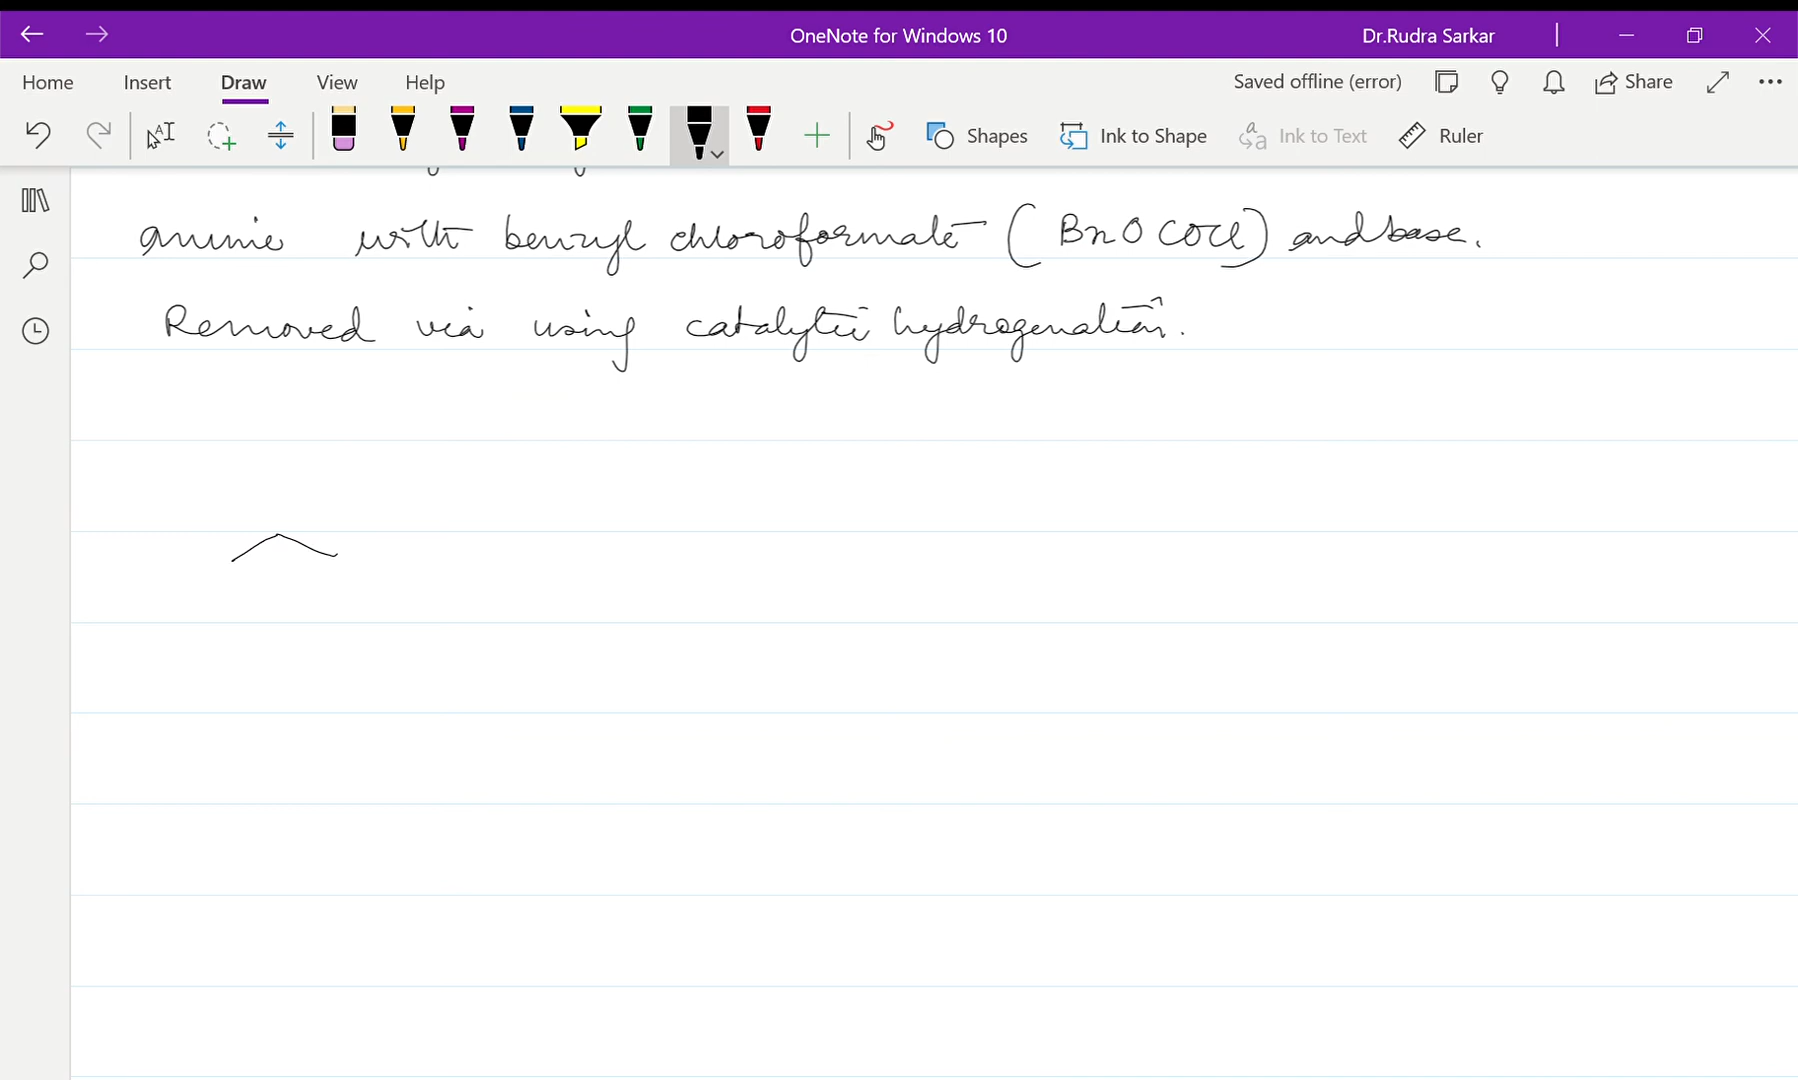 OneNote for Windows 10 Dr.Rudra Sarkar
Home Insert Draw View Help Saved offline (error) Share
Shapes Ink to Shape Ink to Text Ruler
amine with benzyl chloroformate (BnOCOCl) and base.
Removed via using catalytic hydrogenation.